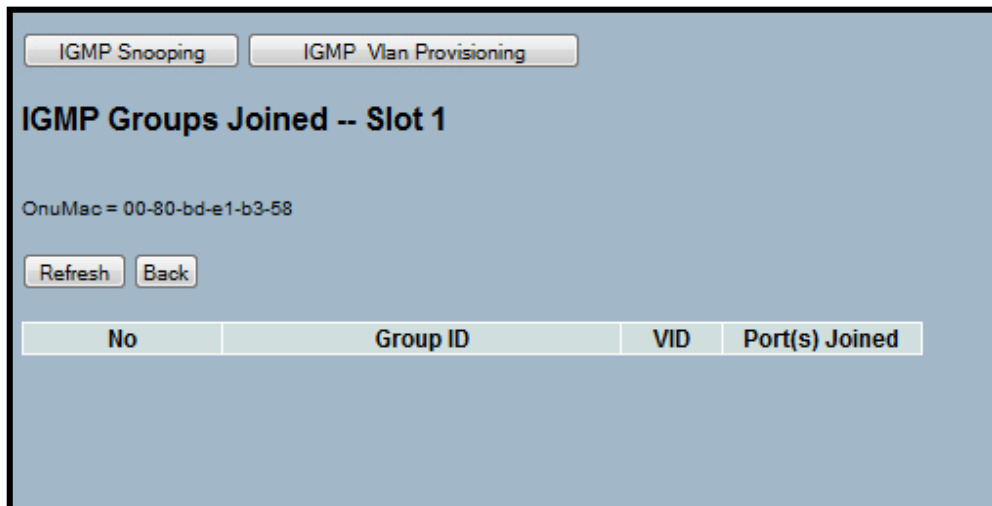 IGMP Snooping IGMP Vlan Provisioning
IGMP Groups Joined -- Slot 1
OnuMac = 00-80-bd-e1-b3-58
Refresh Back
No Group ID VID Port(s) Joined